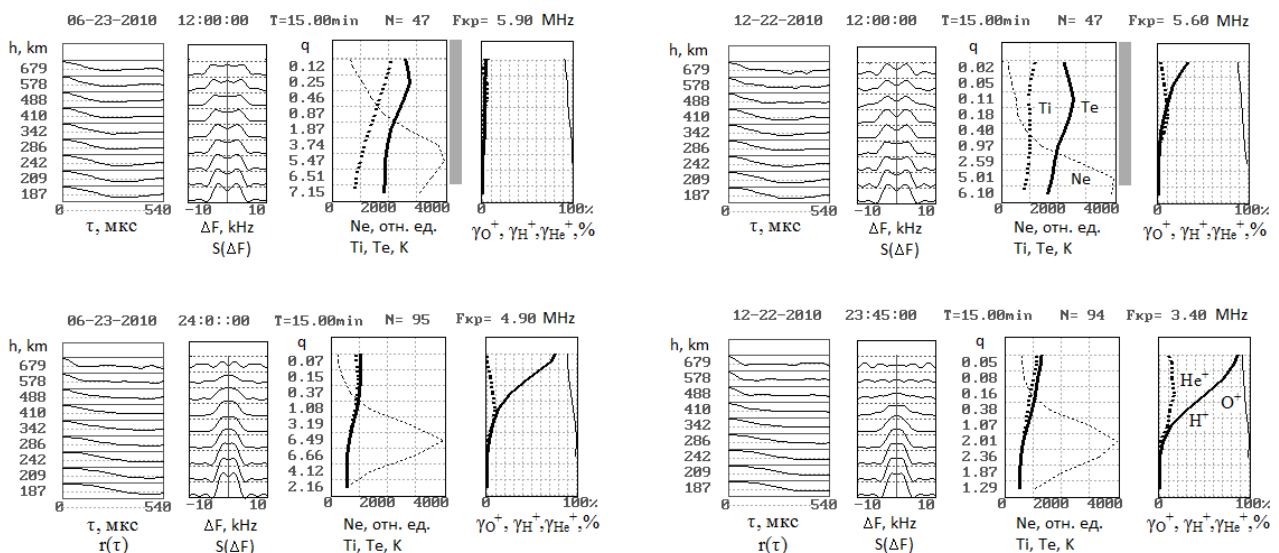 06-23-2010 12:00:00 T=15.00min N= 47 Fкр= 5.90 MHz
h, km
q
679
578
488
410
342
286
242
209
187
0.12
0.25
0.46
0.87
1.87
3.74
5.47
6.51
7.15
0 540
−10 10
0 2000 4000
0 100%
τ, мкс
ΔF, kHz
S(ΔF)
Ne, отн. ед.
Ti, Te, K
γO+, γH+,γHe+,%
12-22-2010 12:00:00 T=15.00min N= 47 Fкр= 5.60 MHz
h, km
q
679
578
488
410
342
286
242
209
187
0.02
0.05
0.11
0.18
0.40
0.97
2.59
5.01
6.10
Ti
Te
Ne
0 540
−10 10
0 2000 4000
0 100%
τ, мкс
ΔF, kHz
S(ΔF)
Ne, отн. ед.
Ti, Te, K
γO+, γH+,γHe+,%
06-23-2010 24:0::00 T=15.00min N= 95 Fкр= 4.90 MHz
h, km
q
679
578
488
410
342
286
242
209
187
0.07
0.15
0.37
1.08
3.19
6.49
6.66
4.12
2.16
0 540
−10 10
0 2000 4000
0 100%
τ, мкс
r(τ)
ΔF, kHz
S(ΔF)
Ne, отн. ед.
Ti, Te, K
γO+, γH+,γHe+,%
12-22-2010 23:45:00 T=15.00min N= 94 Fкр= 3.40 MHz
h, km
q
679
578
488
410
342
286
242
209
187
0.05
0.08
0.16
0.38
1.07
2.01
2.36
1.87
1.29
He+
O+
H+
0 540
−10 10
0 2000 4000
0 100%
τ, мкс
r(τ)
ΔF, kHz
S(ΔF)
Ne, отн. ед.
Ti, Te, K
γO+, γH+,γHe+,%